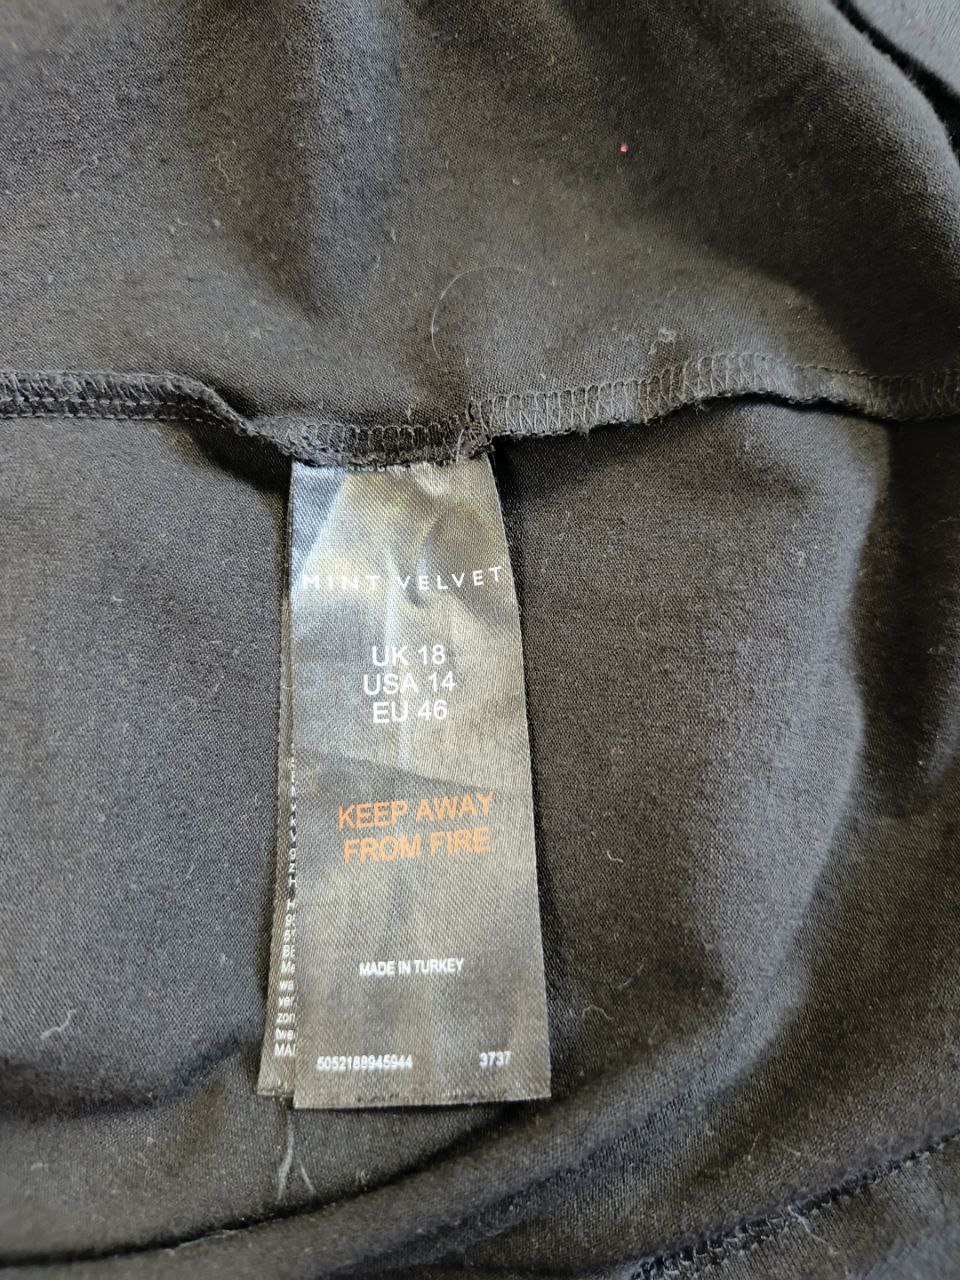 MINT VELVET
UK 18
USA 14
EU 46
KEEP AWAY
FROM FIRE
MADE IN TURKEY
5052188945944 3737